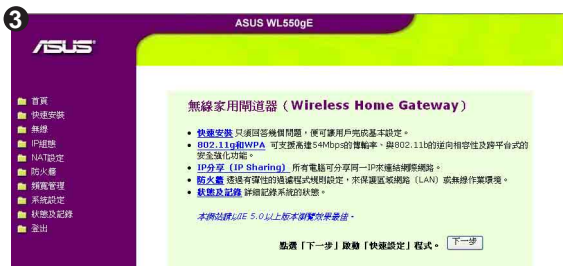 3
ASUS WL550gE
ASUS
首頁
快速安裝
無線
IP組態
NAT設定
防火牆
頻寬管理
系統設定
狀態及記錄
登出
無線家用閘道器（Wireless Home Gateway）
快速安裝 只須回答幾個問題，便可讓用戶完成基本設定。
802.11g和WPA 可支援高達54Mbps的傳輸率、與802.11b的逆向相容性及跨平台式的
安全強化功能。
IP分享 (IP Sharing) 所有電腦可分享同一IP來連結網際網路。
防火牆 透過有彈性的過濾程式規則設定，來保護區域網路（LAN）或無線作業環境。
狀態及記錄 詳細記錄系統的狀態。
本網站請以IE 5.0以上版本瀏覽效果最佳。
點選「下一步」啟動「快速設定」程式。 下一步